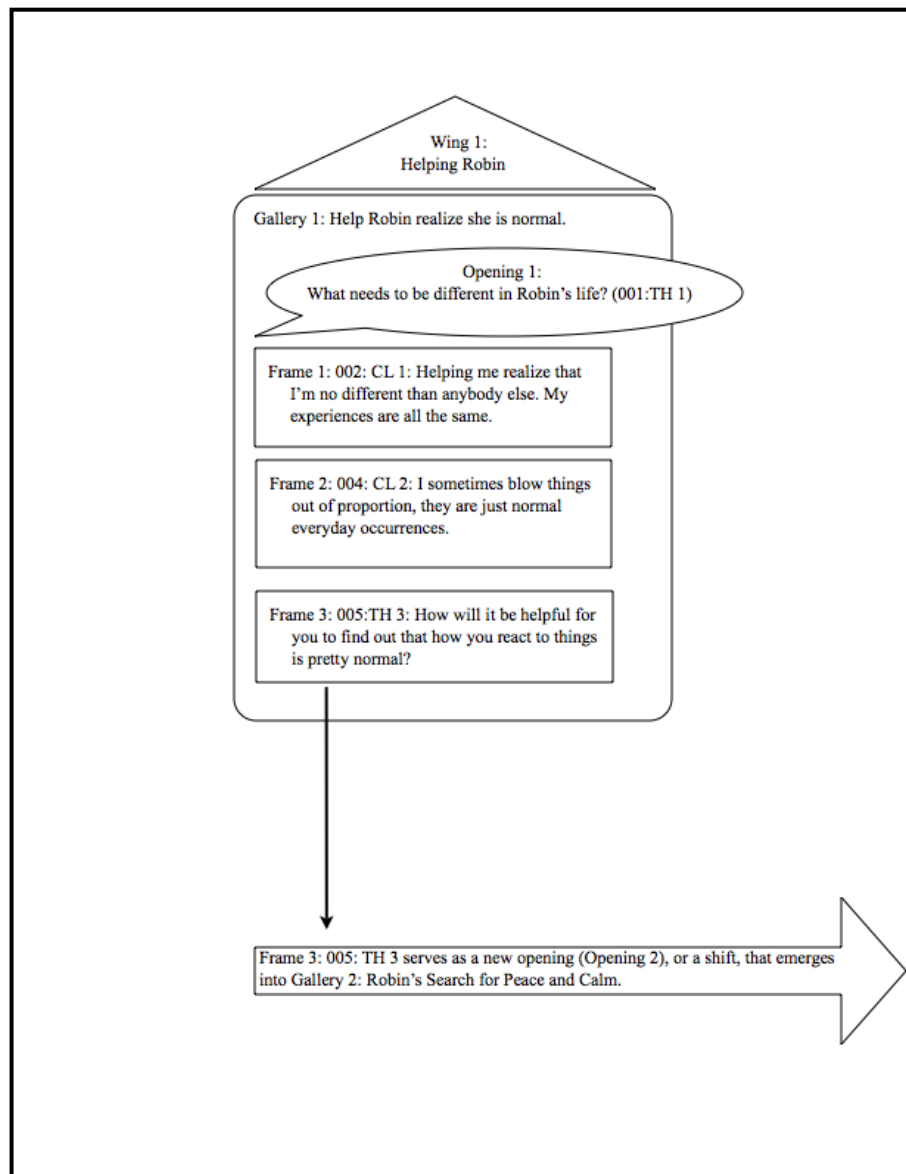 Wing 1:
Helping Robin
Gallery 1: Help Robin realize she is normal.
Opening 1:
What needs to be different in Robin's life? (001:TH 1)
Frame 1: 002: CL 1: Helping me realize that
I'm no different than anybody else. My
experiences are all the same.
Frame 2: 004: CL 2: I sometimes blow things
out of proportion, they are just normal
everyday occurrences.
Frame 3: 005:TH 3: How will it be helpful for
you to find out that how you react to things
is pretty normal?
Frame 3: 005: TH 3 serves as a new opening (Opening 2), or a shift, that emerges
into Gallery 2: Robin's Search for Peace and Calm.